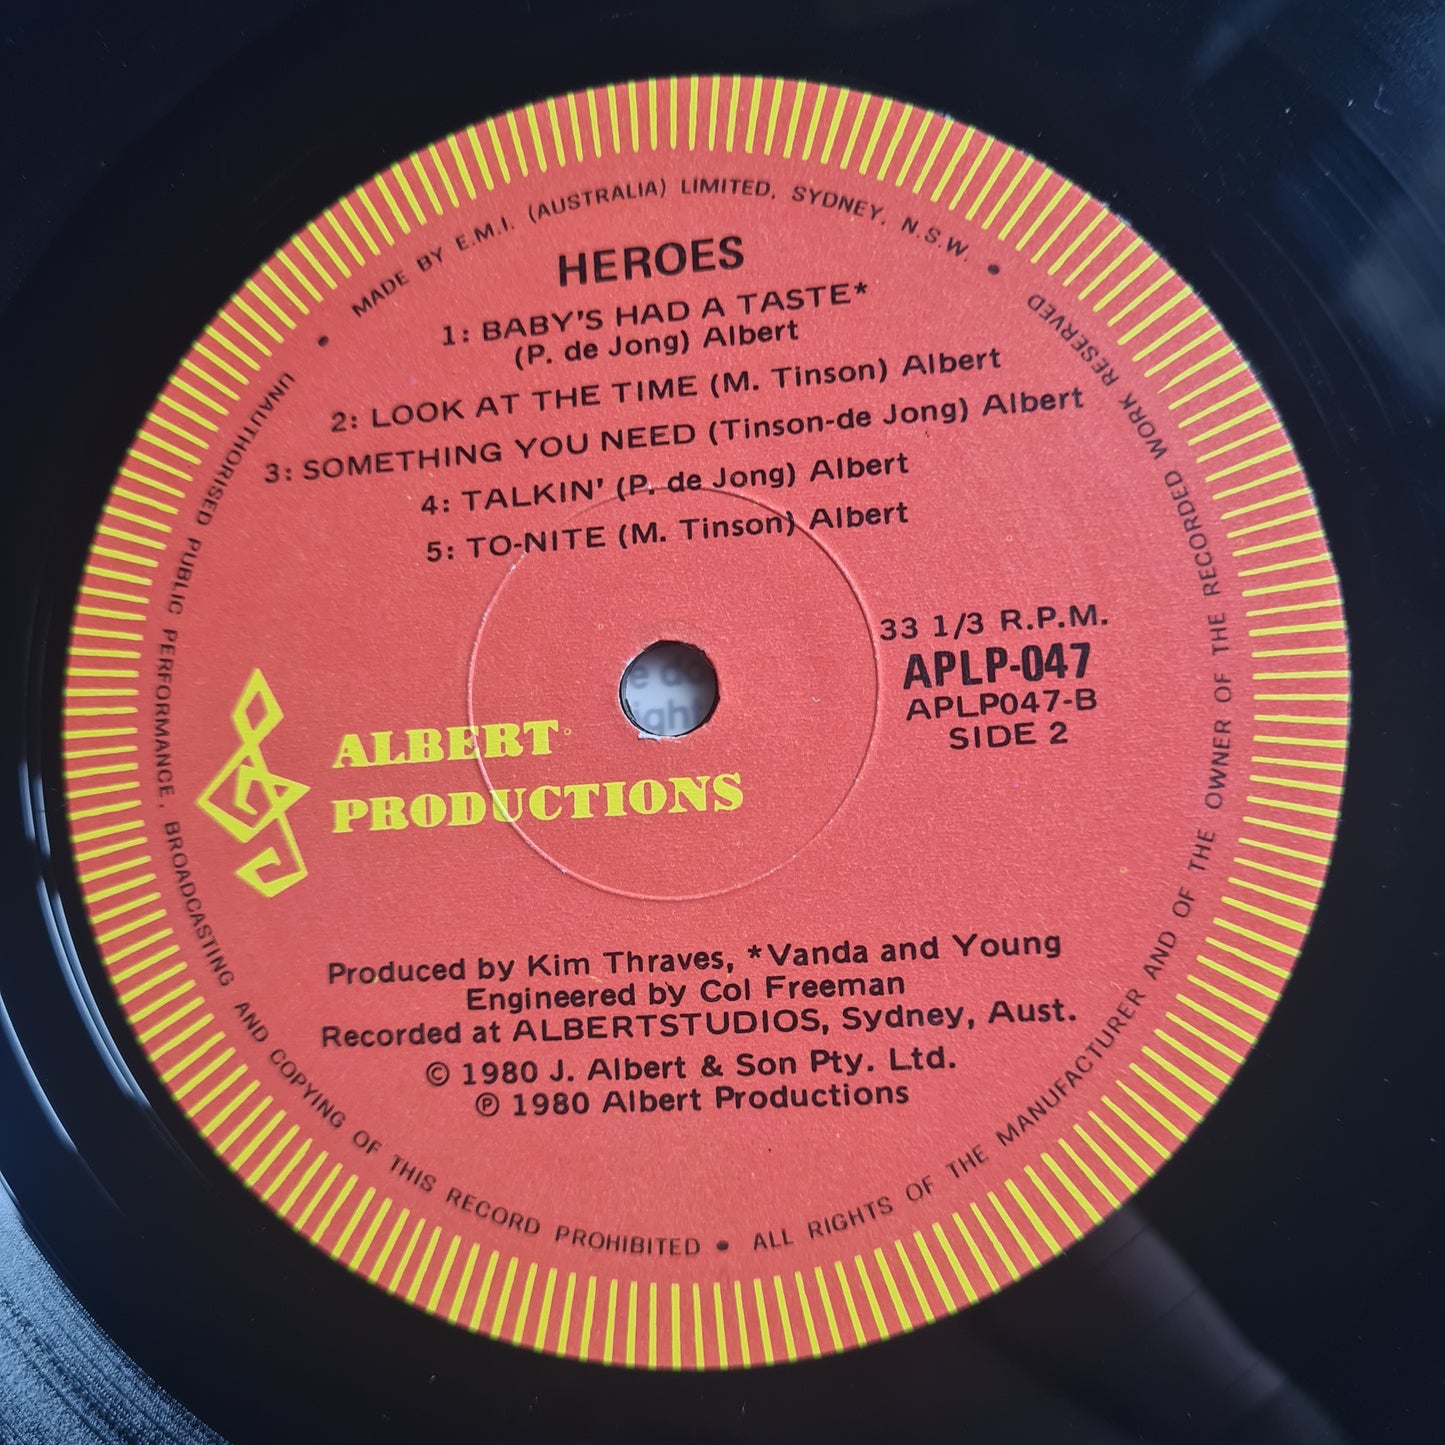 MADE BY E.M.I. (AUSTRALIA) LIMITED, SYDNEY, N.S.W. •
HEROES
1: BABY'S HAD A TASTE*
(P. de Jong) Albert
2: LOOK AT THE TIME (M. Tinson) Albert
3: SOMETHING YOU NEED (Tinson-de Jong) Albert
4: TALKIN' (P. de Jong) Albert
5: TO-NITE (M. Tinson) Albert
33 1/3 R.P.M.
APLP-047
APLP047-B
SIDE 2
ALBERT
PRODUCTIONS
Produced by Kim Thraves, *Vanda and Young
Engineered by Col Freeman
Recorded at ALBERTSTUDIOS, Sydney, Aust.
© 1980 J. Albert & Son Pty. Ltd.
℗ 1980 Albert Productions
• UNAUTHORISED PUBLIC PERFORMANCE, BROADCASTING AND COPYING OF THIS RECORD PROHIBITED • ALL RIGHTS OF THE MANUFACTURER AND OF THE OWNER OF THE RECORDED WORK RESERVED